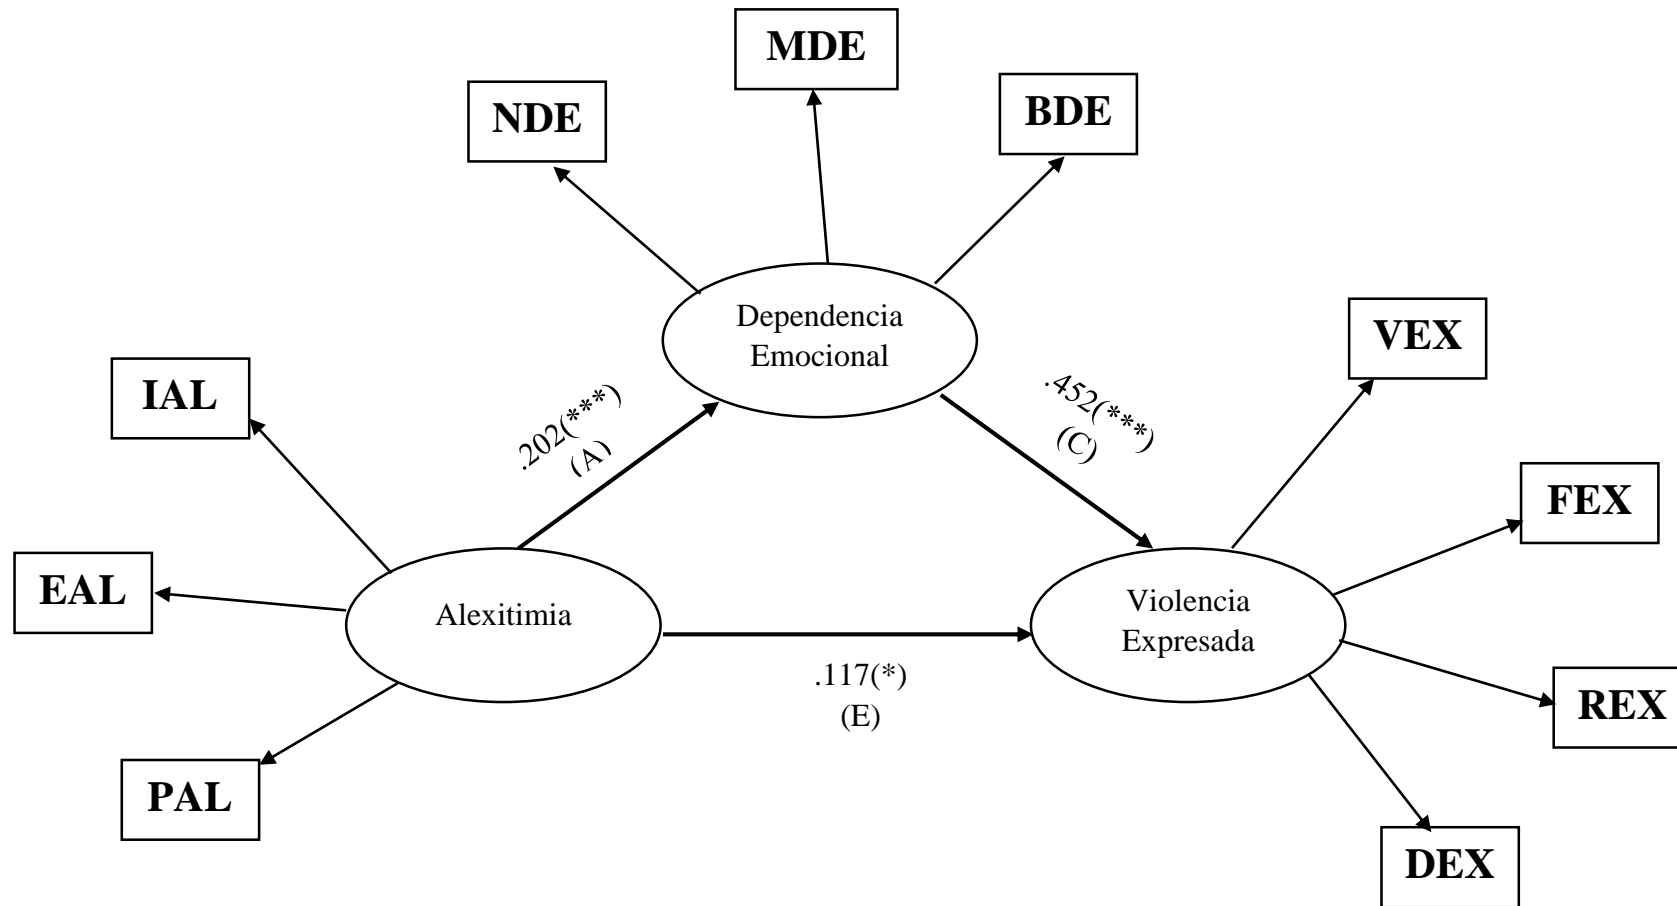 MDE
BDE
NDE
Dependencia
Emocional
VEX
IAL
.202(***)
(A)
.452(***)
(C)
FEX
EAL
Alexitimia
Violencia
Expresada
.117(*)
(E)
REX
PAL
DEX